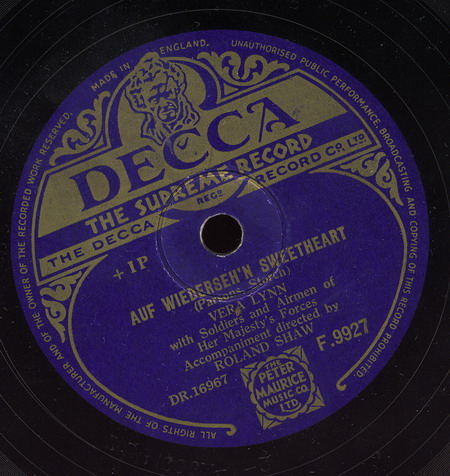 MADE IN ENGLAND.
UNAUTHORISED PUBLIC PERFORMANCE, BROADCASTING AND COPYING OF THIS RECORD PROHIBITED.
ALL RIGHTS OF THE MANUFACTURER AND OF THE OWNER OF THE RECORDED WORK RESERVED.
DECCA
THE SUPREME RECORD
THE DECCA RECORD CO. LTD
REGD
+1P
AUF WIEDERSEH'N SWEETHEART
(Parsons Storch)
VERA LYNN
with Soldiers and Airmen of
Her Majesty's Forces
Accompaniment directed by
ROLAND SHAW
DR.16967
F.9927
THE
PETER
MAURICE
MUSIC CO.
LTD.